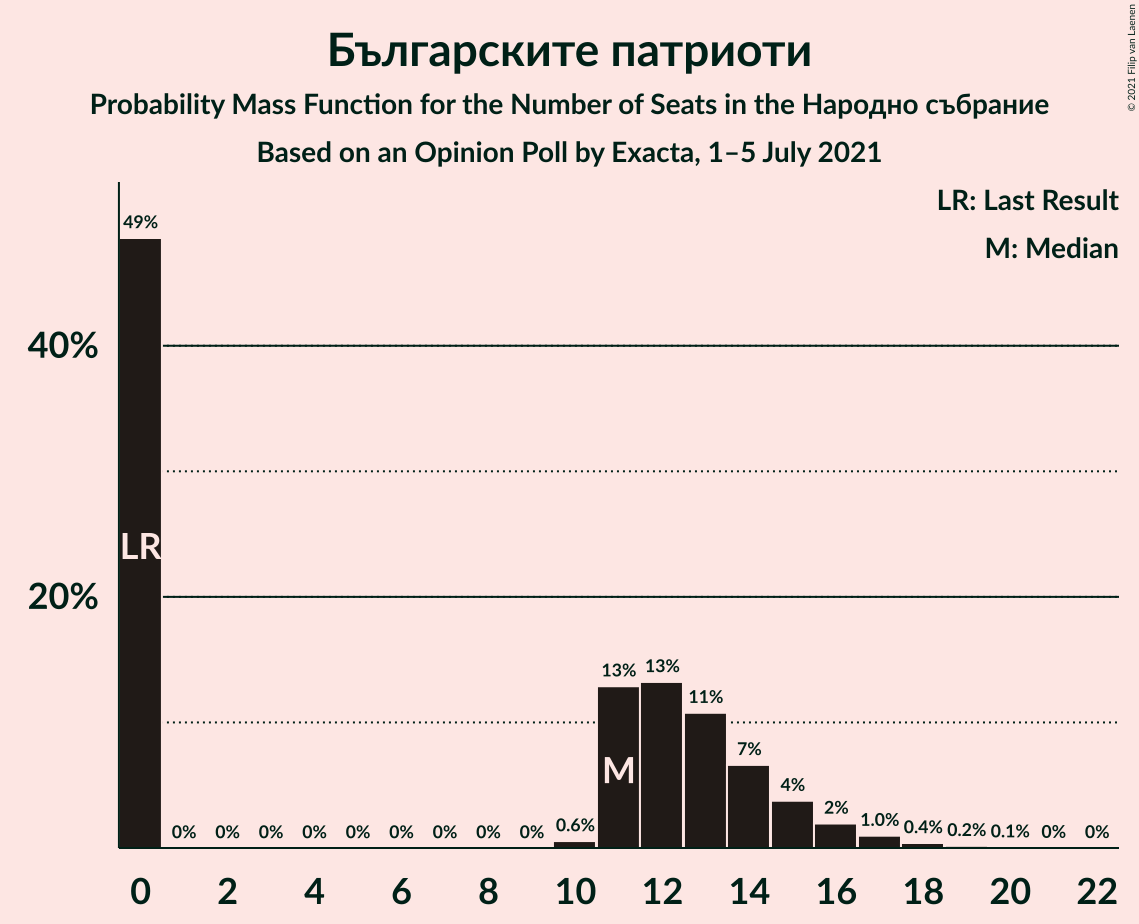 Българските патриоти
Probability Mass Function for the Number of Seats in the Народно събрание
Based on an Opinion Poll by Exacta, 1–5 July 2021
© 2021 Filip van Laenen
LR: Last Result
M: Median
49%
40%
20%
LR
M
0% 0% 0% 0% 0% 0% 0% 0% 0% 0.6% 13% 13% 11% 7% 4% 2% 1.0% 0.4% 0.2% 0.1% 0% 0%
0 2 4 6 8 10 12 14 16 18 20 22